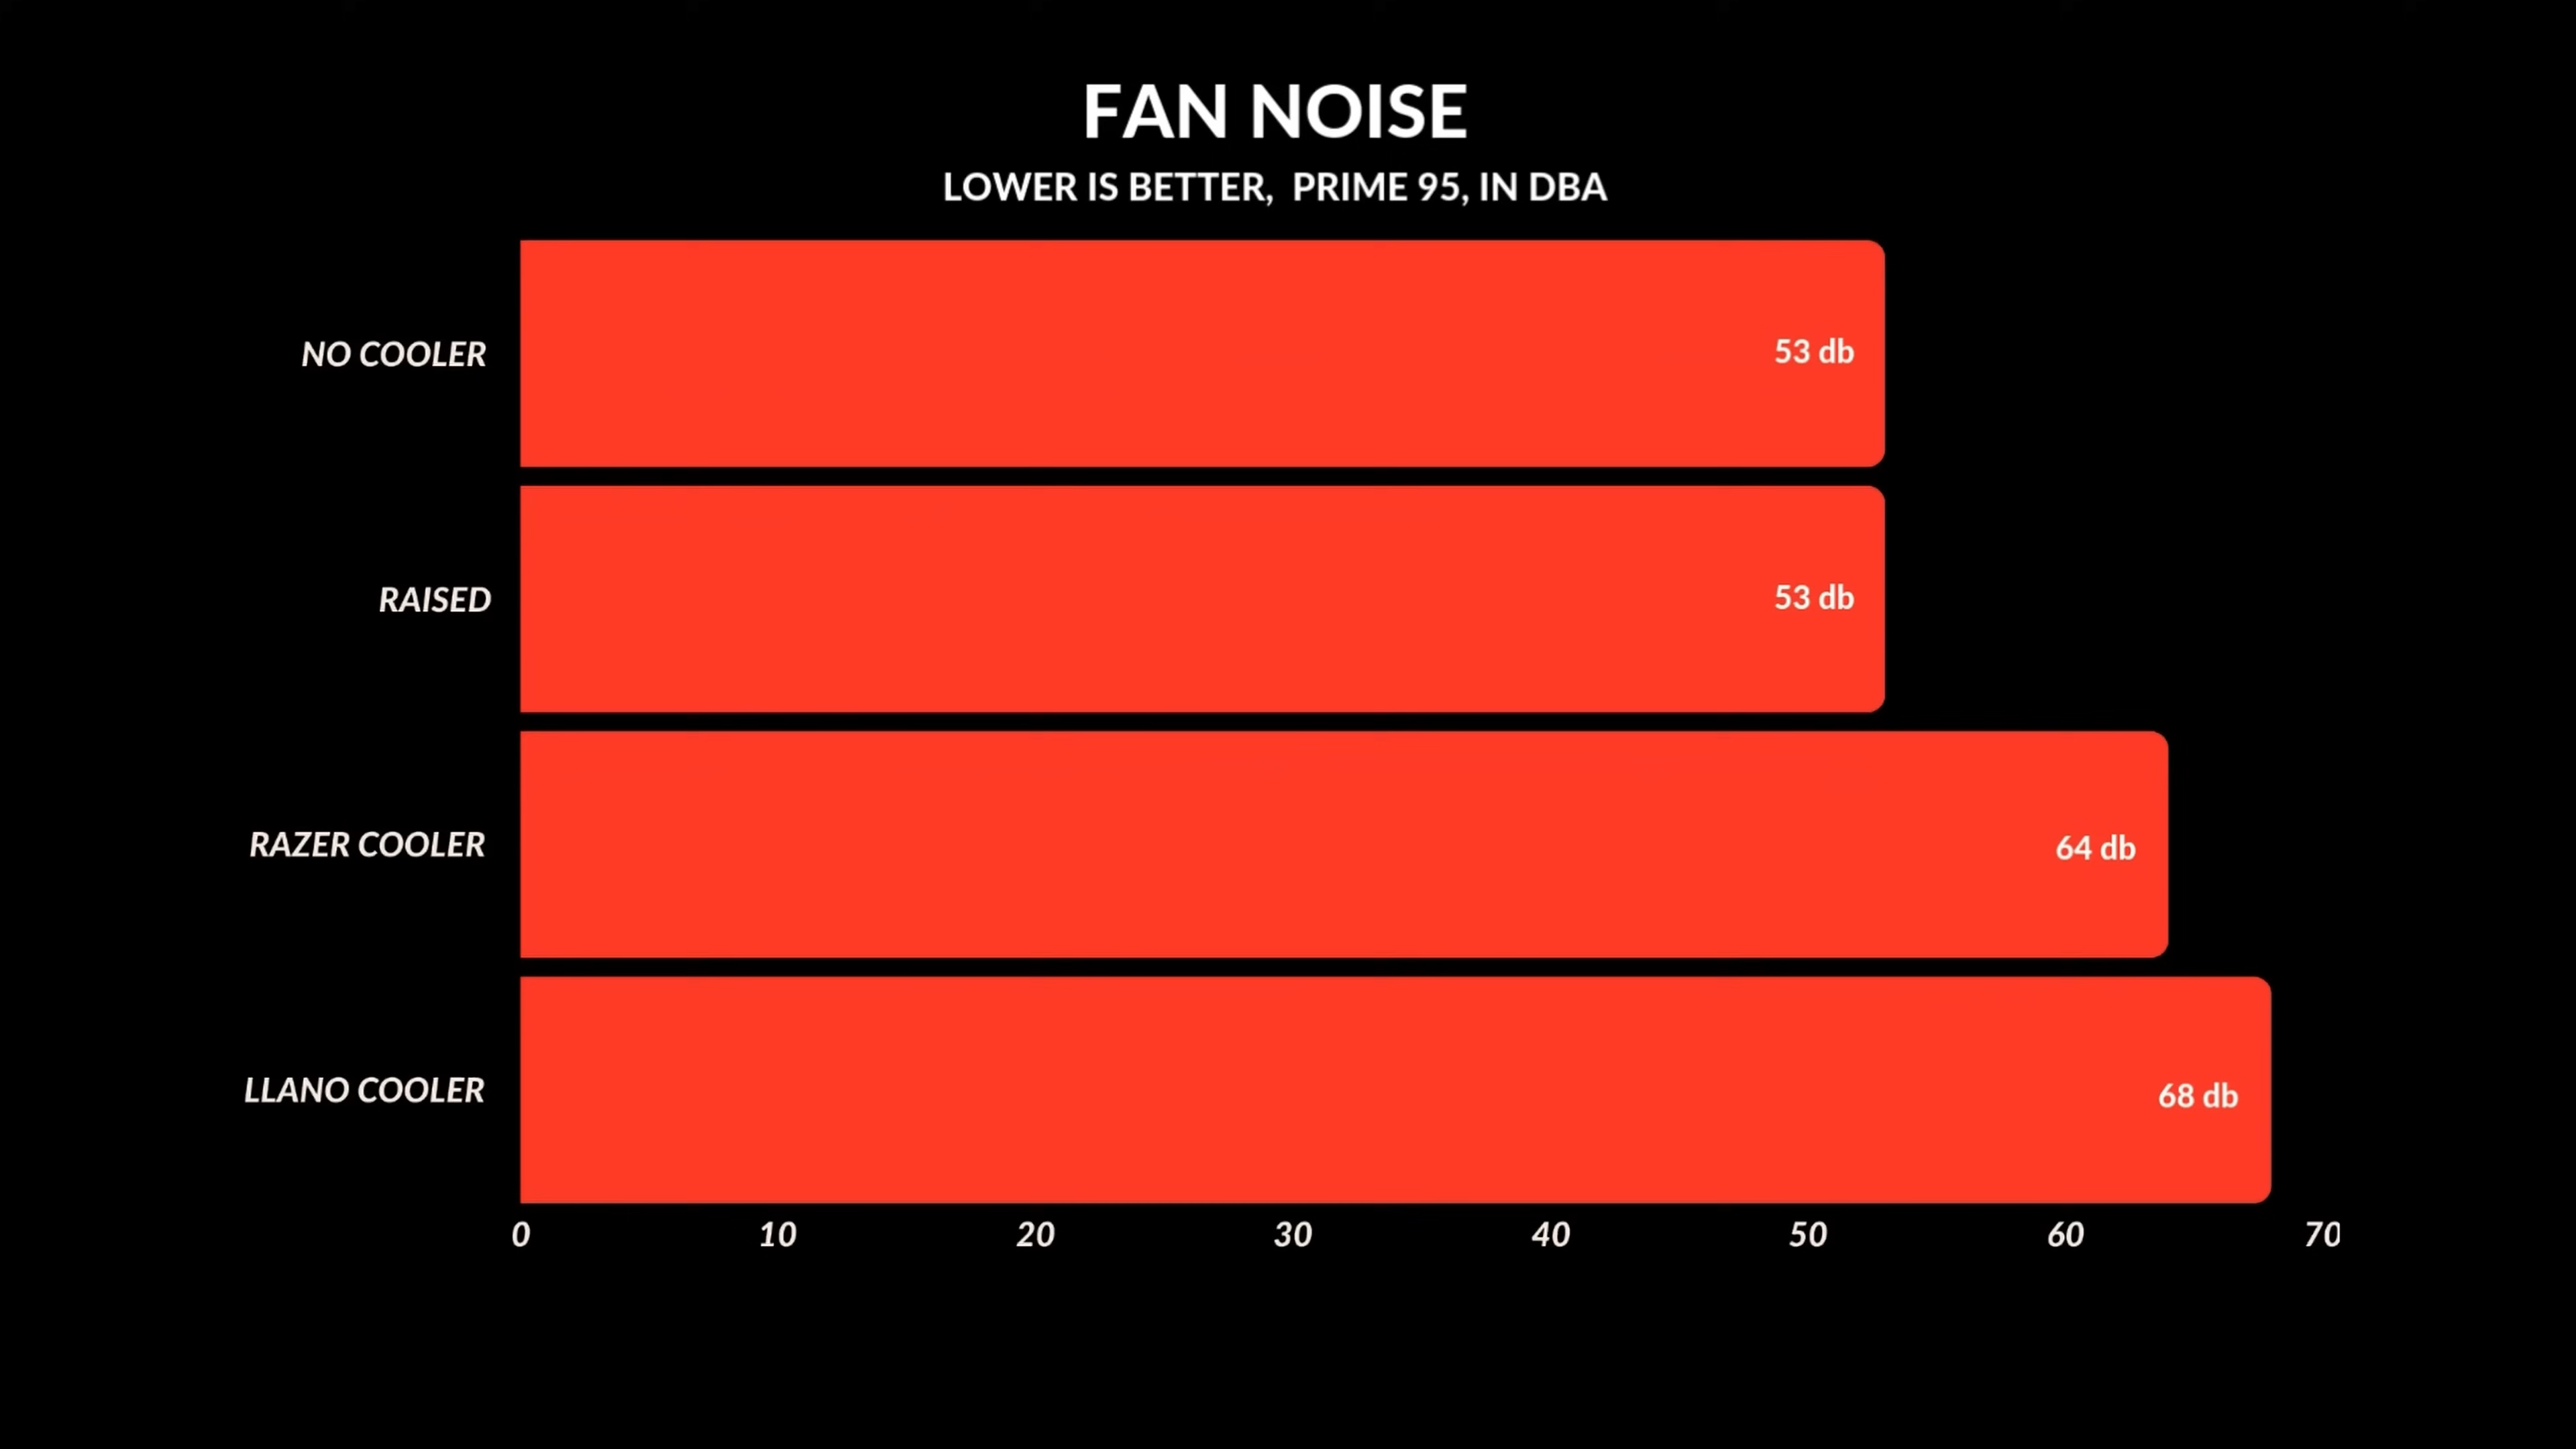 FAN NOISE
LOWER IS BETTER, PRIME 95, IN DBA
NO COOLER
53 db
RAISED
53 db
RAZER COOLER
64 db
LLANO COOLER
68 db
0 10 20 30 40 50 60 70